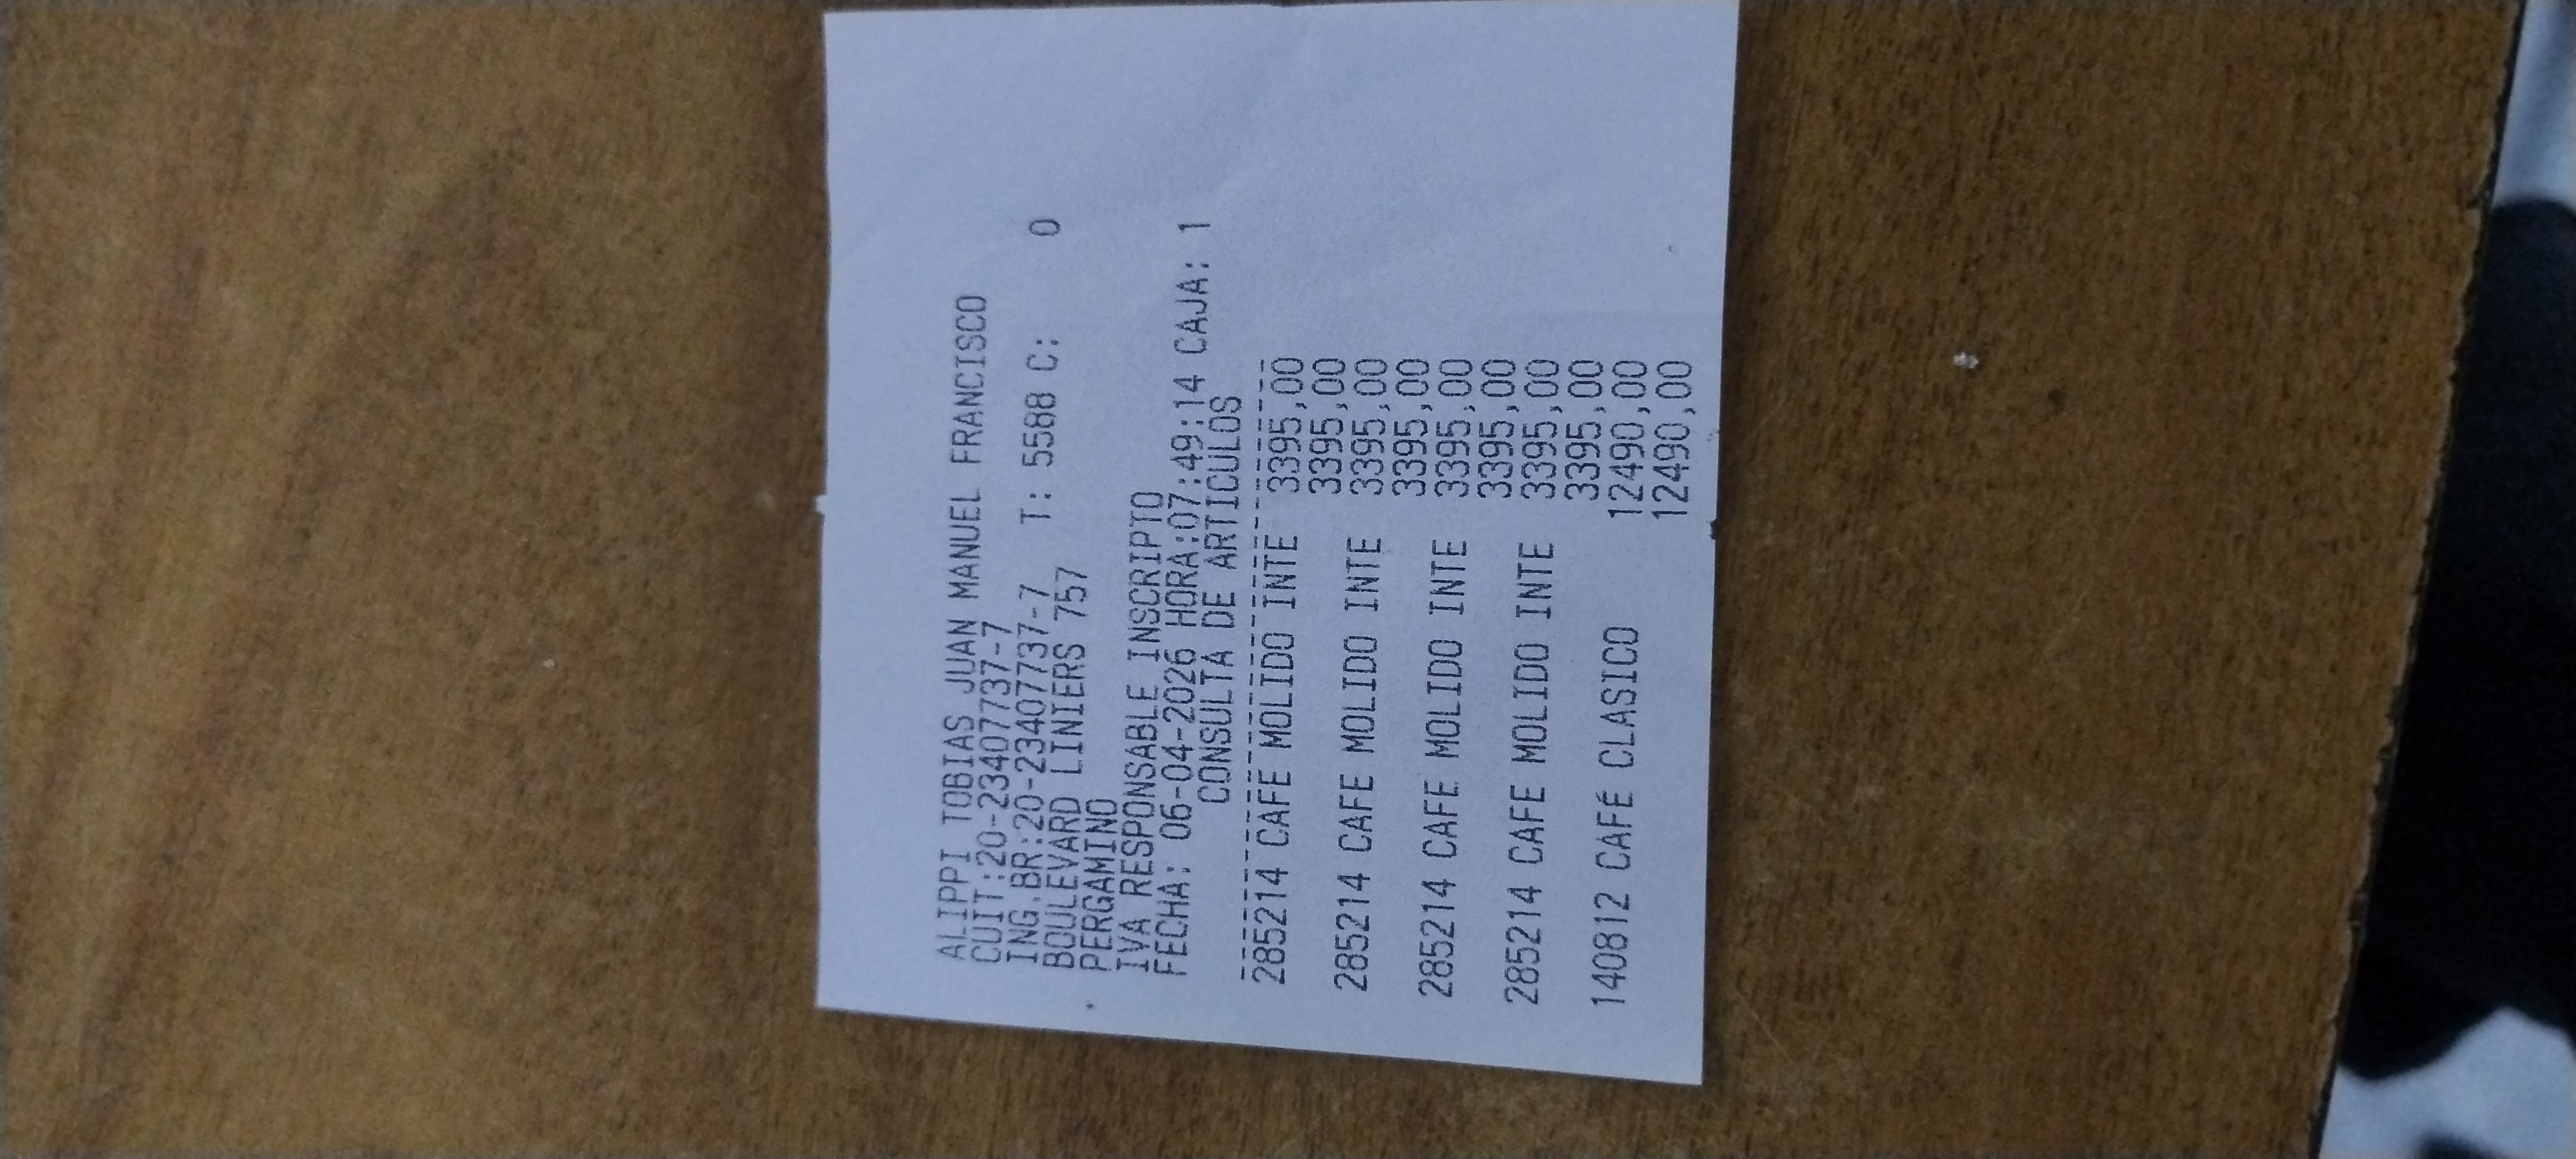 ALIPPI TOBIAS JUAN MANUEL FRANCISCO
CUIT:20-23407737-7
ING.BR:20-23407737-7 T: 5588 C: 0
BOULEVARD LINIERS 757
PERGAMINO
IVA RESPONSABLE INSCRIPTO
FECHA: 06-04-2026 HORA:07:49:14 CAJA: 1
CONSULTA DE ARTICULOS
----------------------------------------
285214 CAFE MOLIDO INTE 3395,00
3395,00
285214 CAFE MOLIDO INTE 3395,00
3395,00
285214 CAFE MOLIDO INTE 3395,00
3395,00
285214 CAFE MOLIDO INTE 3395,00
3395,00
140812 CAFÉ CLASICO 12490,00
12490,00